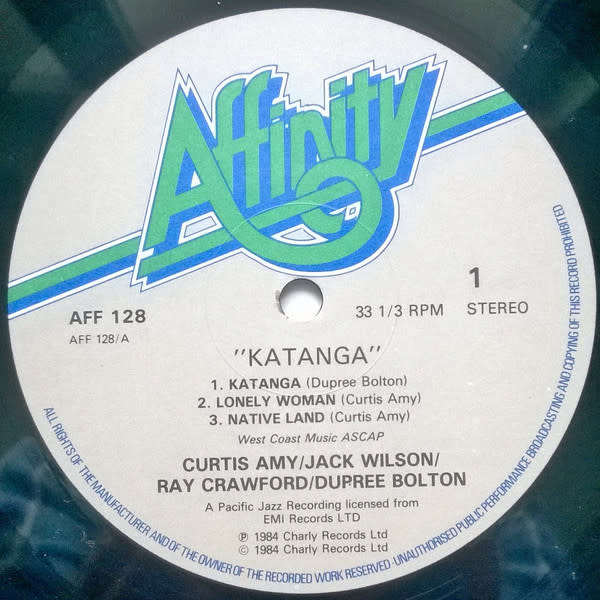 Affinity
1
AFF 128
33 1/3 RPM
STEREO
AFF 128/A
"KATANGA"
1. KATANGA (Dupree Bolton)
2. LONELY WOMAN (Curtis Amy)
3. NATIVE LAND (Curtis Amy)
West Coast Music ASCAP
CURTIS AMY/JACK WILSON/
RAY CRAWFORD/DUPREE BOLTON
A Pacific Jazz Recording licensed from
EMI Records LTD
℗ 1984 Charly Records Ltd
© 1984 Charly Records Ltd
ALL RIGHTS OF THE MANUFACTURER AND OF THE OWNER OF THE RECORDED WORK RESERVED · UNAUTHORISED PUBLIC PERFORMANCE BROADCASTING AND COPYING OF THIS RECORD PROHIBITED